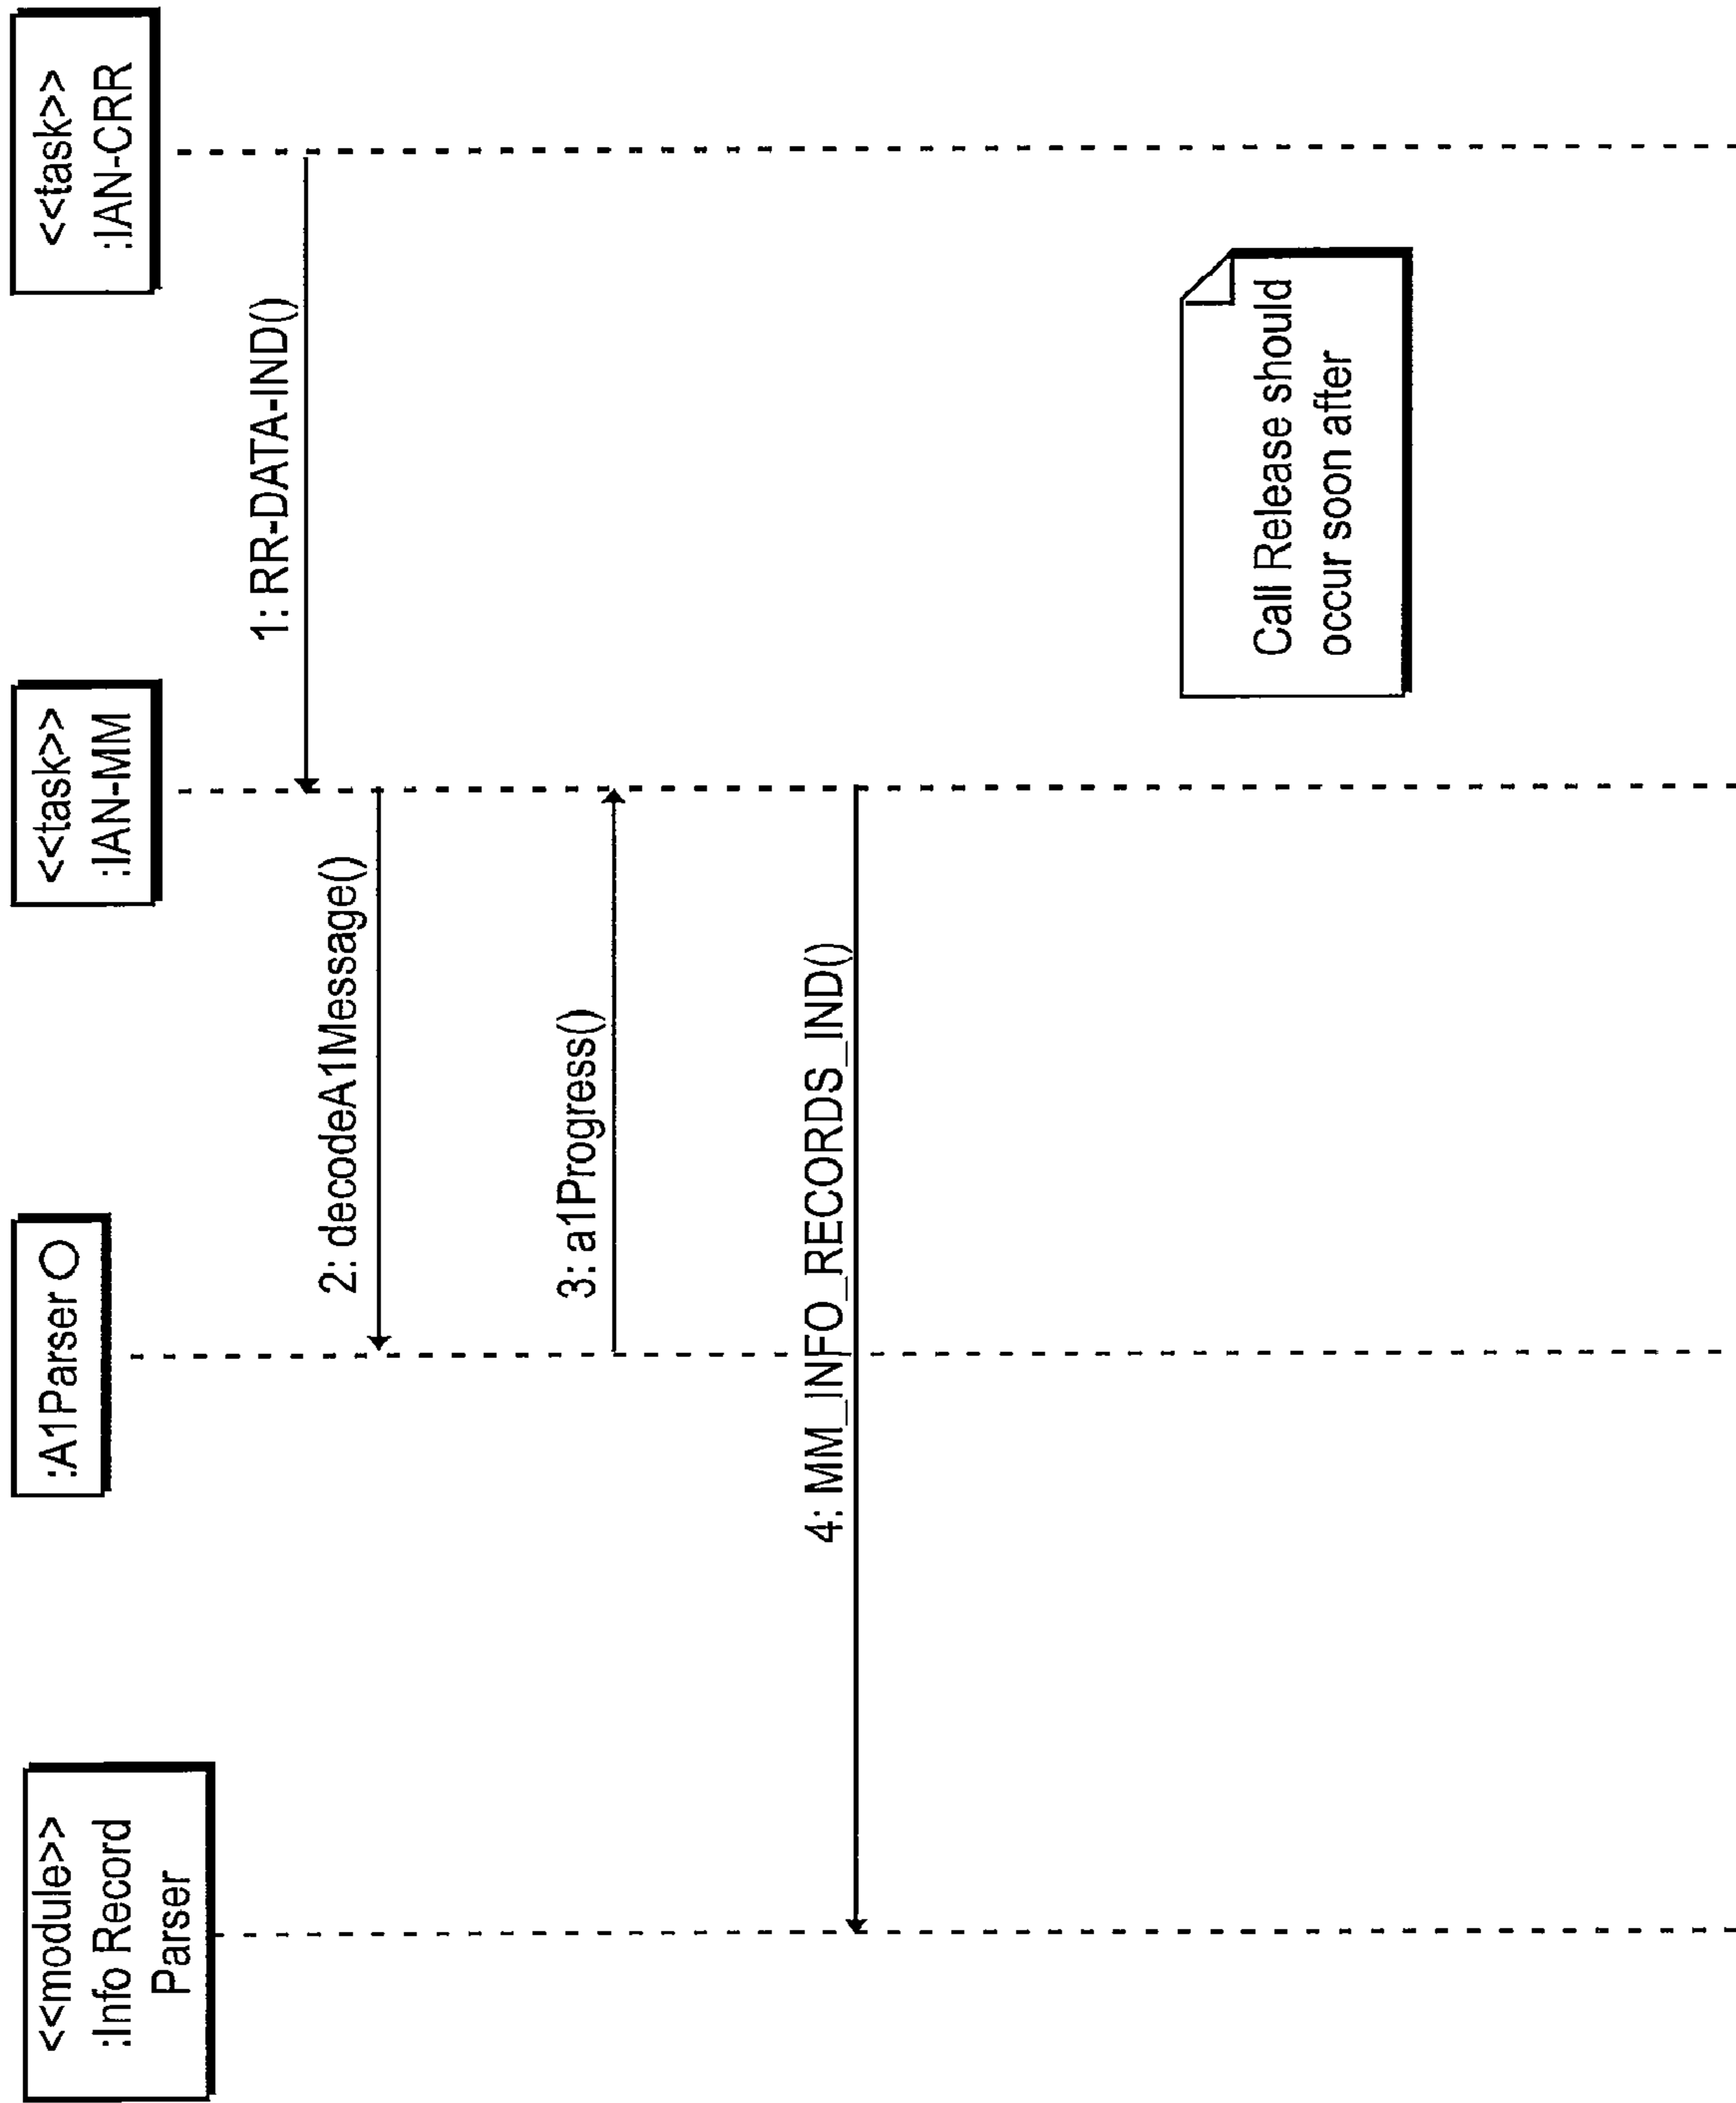 <<module>>
:Info Record
Parser
:A1Parser
<<task>>
:IAN-MM
<<task>>
:IAN-CRR
1: RR-DATA-IND()
2: decodeA1Message()
3: a1Progress()
4: MM_INFO_RECORDS_IND()
Call Release should
occur soon after